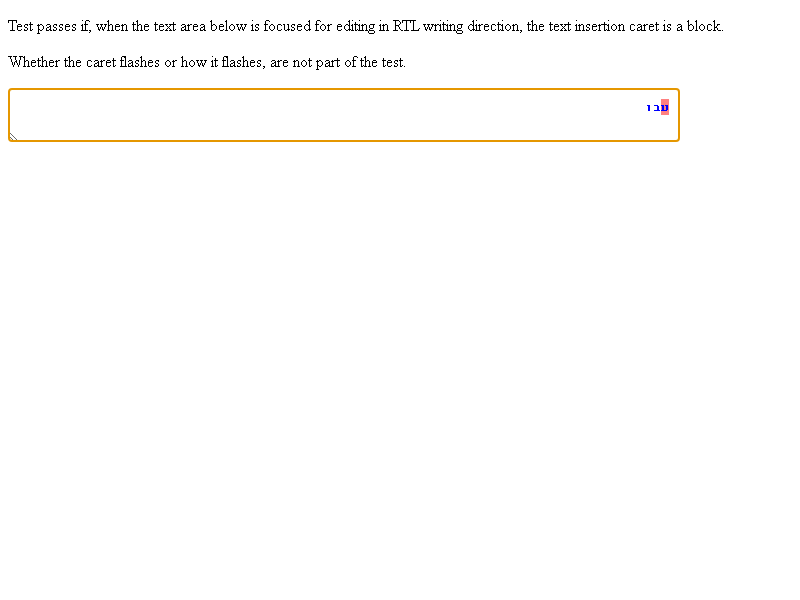 Test passes if, when the text area below is focused for editing in RTL writing direction, the text insertion caret is a block.
Whether the caret flashes or how it flashes, are not part of the test.
עבו